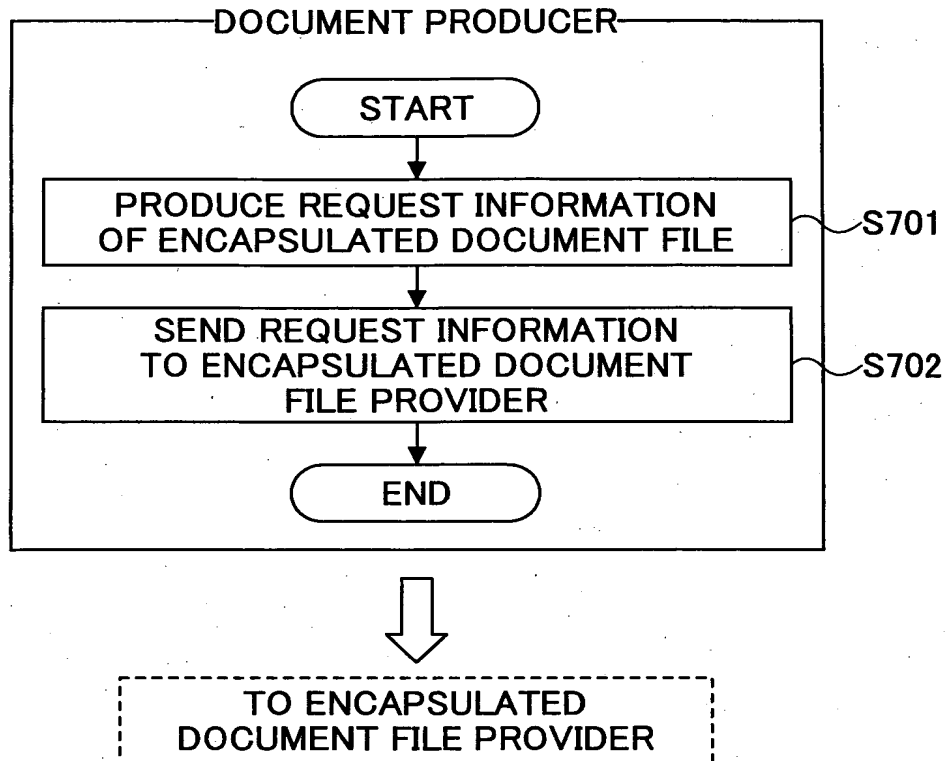 DOCUMENT PRODUCER
START
PRODUCE REQUEST INFORMATION
OF ENCAPSULATED DOCUMENT FILE
S701
SEND REQUEST INFORMATION
TO ENCAPSULATED DOCUMENT
FILE PROVIDER
S702
END
TO ENCAPSULATED
DOCUMENT FILE PROVIDER